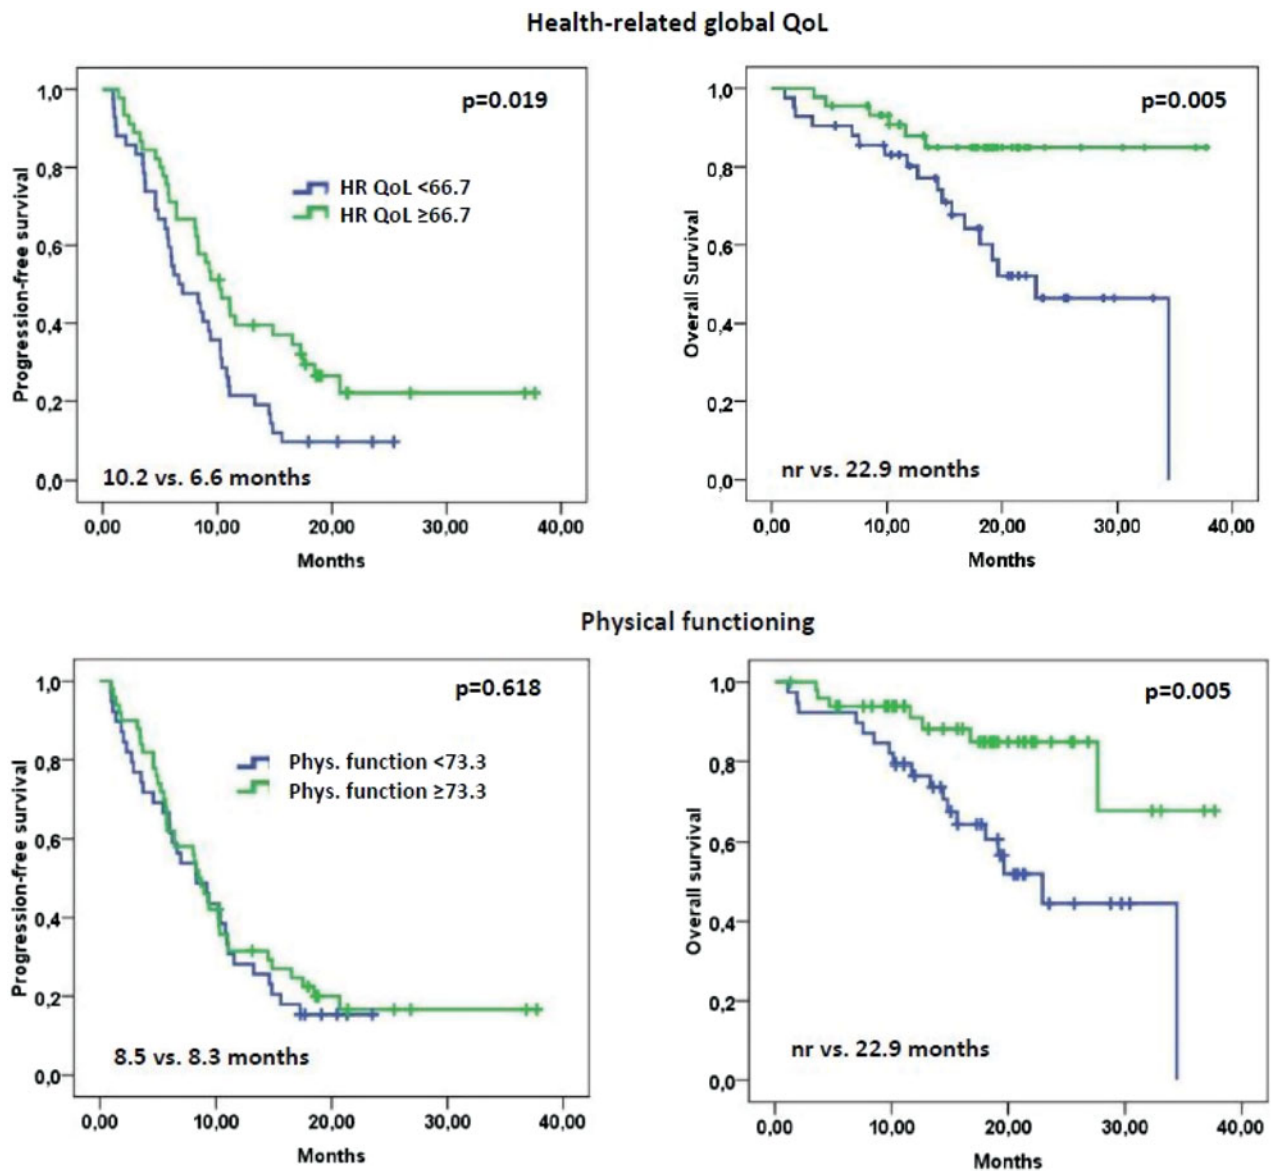 Health-related global QoL
1,0
0,8
0,6
0,4
0,2
0,0
Progression-free survival
p=0.019
HR QoL <66.7
HR QoL ≥66.7
10.2 vs. 6.6 months
0,00 10,00 20,00 30,00 40,00
Months
1,0
0,8
0,6
0,4
0,2
0,0
Overall Survival
p=0.005
nr vs. 22.9 months
0,00 10,00 20,00 30,00 40,00
Months
Physical functioning
1,0
0,8
0,6
0,4
0,2
0,0
Progression-free survival
p=0.618
Phys. function <73.3
Phys. function ≥73.3
8.5 vs. 8.3 months
0,00 10,00 20,00 30,00 40,00
Months
1,0
0,8
0,6
0,4
0,2
0,0
Overall survival
p=0.005
nr vs. 22.9 months
0,00 10,00 20,00 30,00 40,00
Months